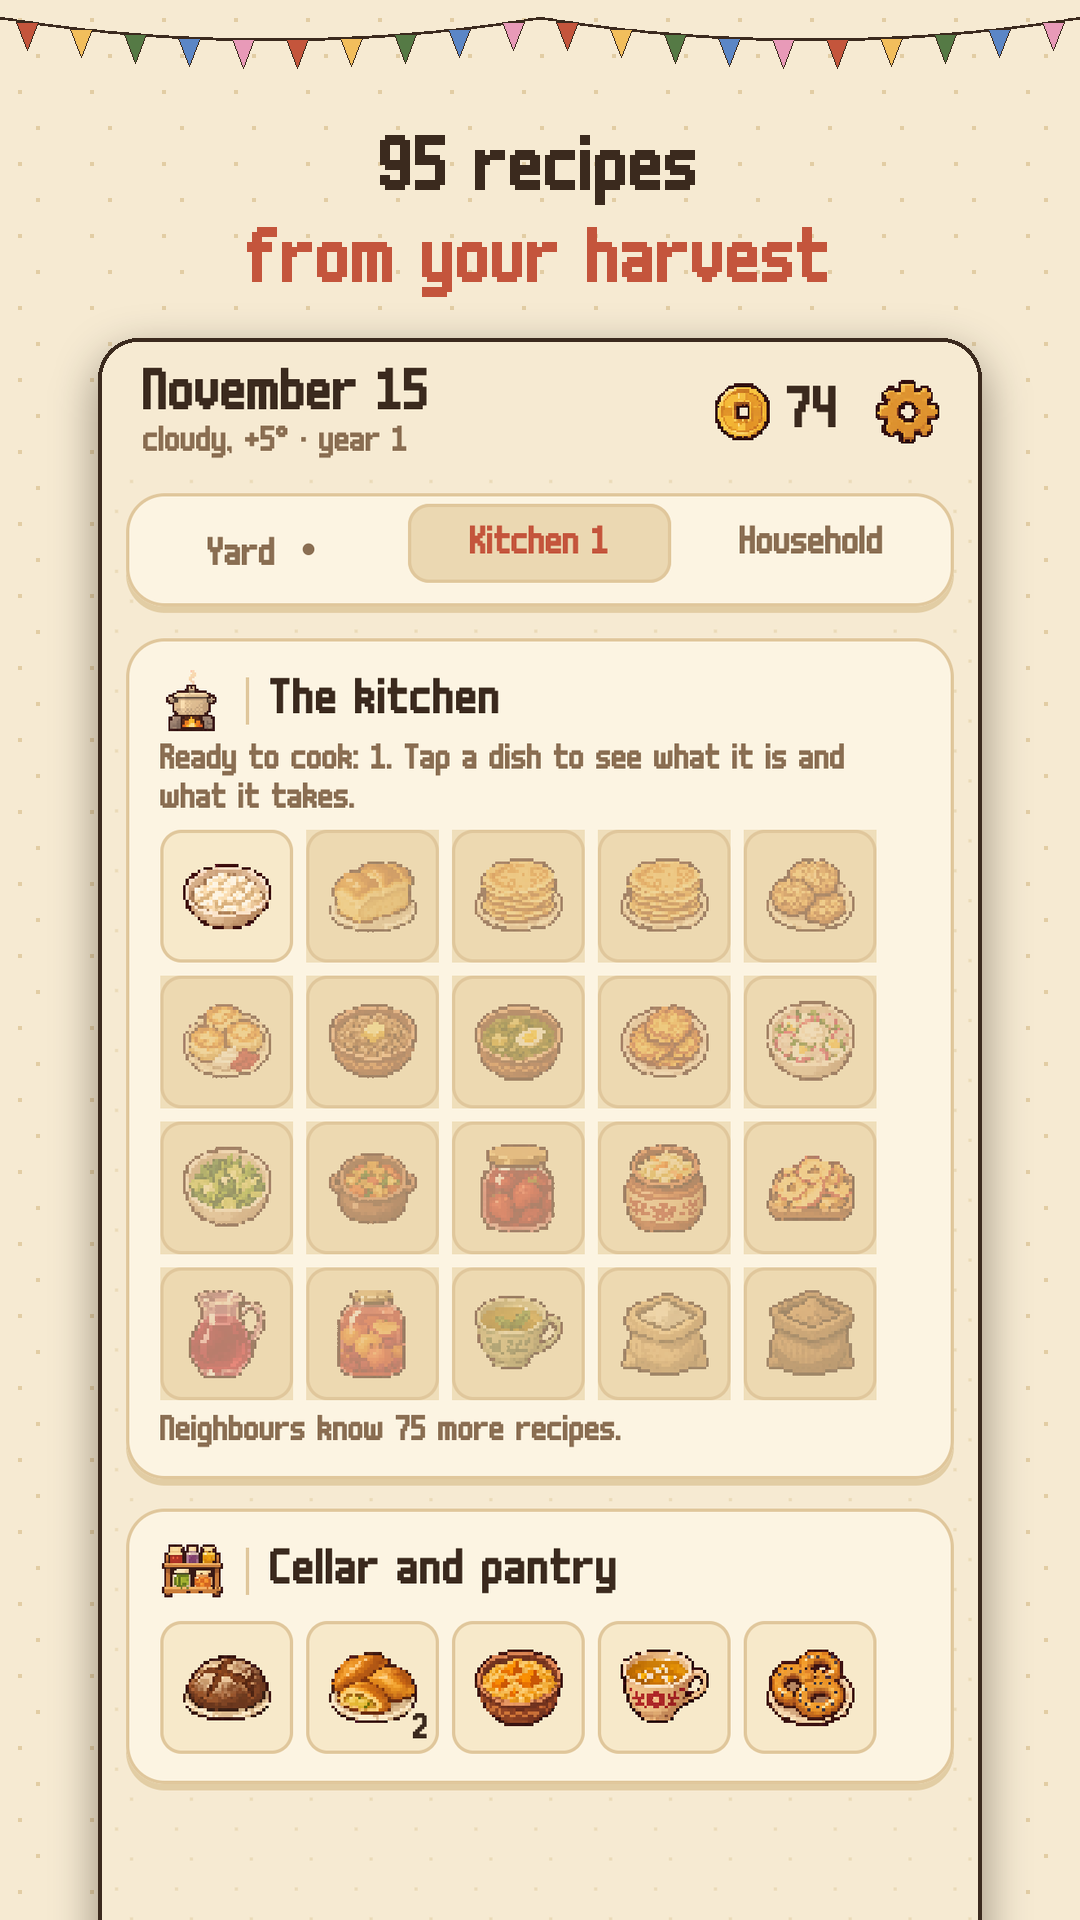 95 recipes
from your harvest
November 15
cloudy, +5° · year 1
74
Yard •
Kitchen 1
Household
The kitchen
Ready to cook: 1. Tap a dish to see what it is and
what it takes.
Neighbours know 75 more recipes.
Cellar and pantry
2